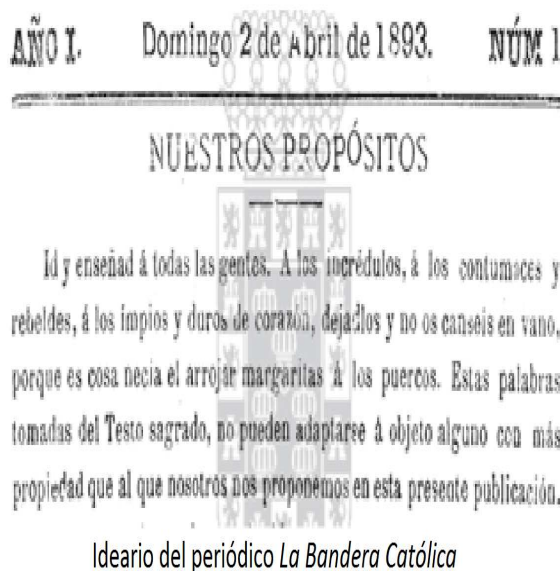 AÑO I. Domingo 2 de Abril de 1893. NÚM 1
NUESTROS PROPÓSITOS
Id y enseñad á todas las gentes. A los incrédulos, á los contumaces y
rebeldes, á los impios y duros de corazón, dejadlos y no os canseis en vano,
porque es cosa necia el arrojar margaritas á los puercos. Estas palabras
tomadas del Testo sagrado, no pueden adaptarse á objeto alguno con más
propiedad que al que nosotros nos proponemos en esta presente publicación.
Ideario del periódico La Bandera Católica